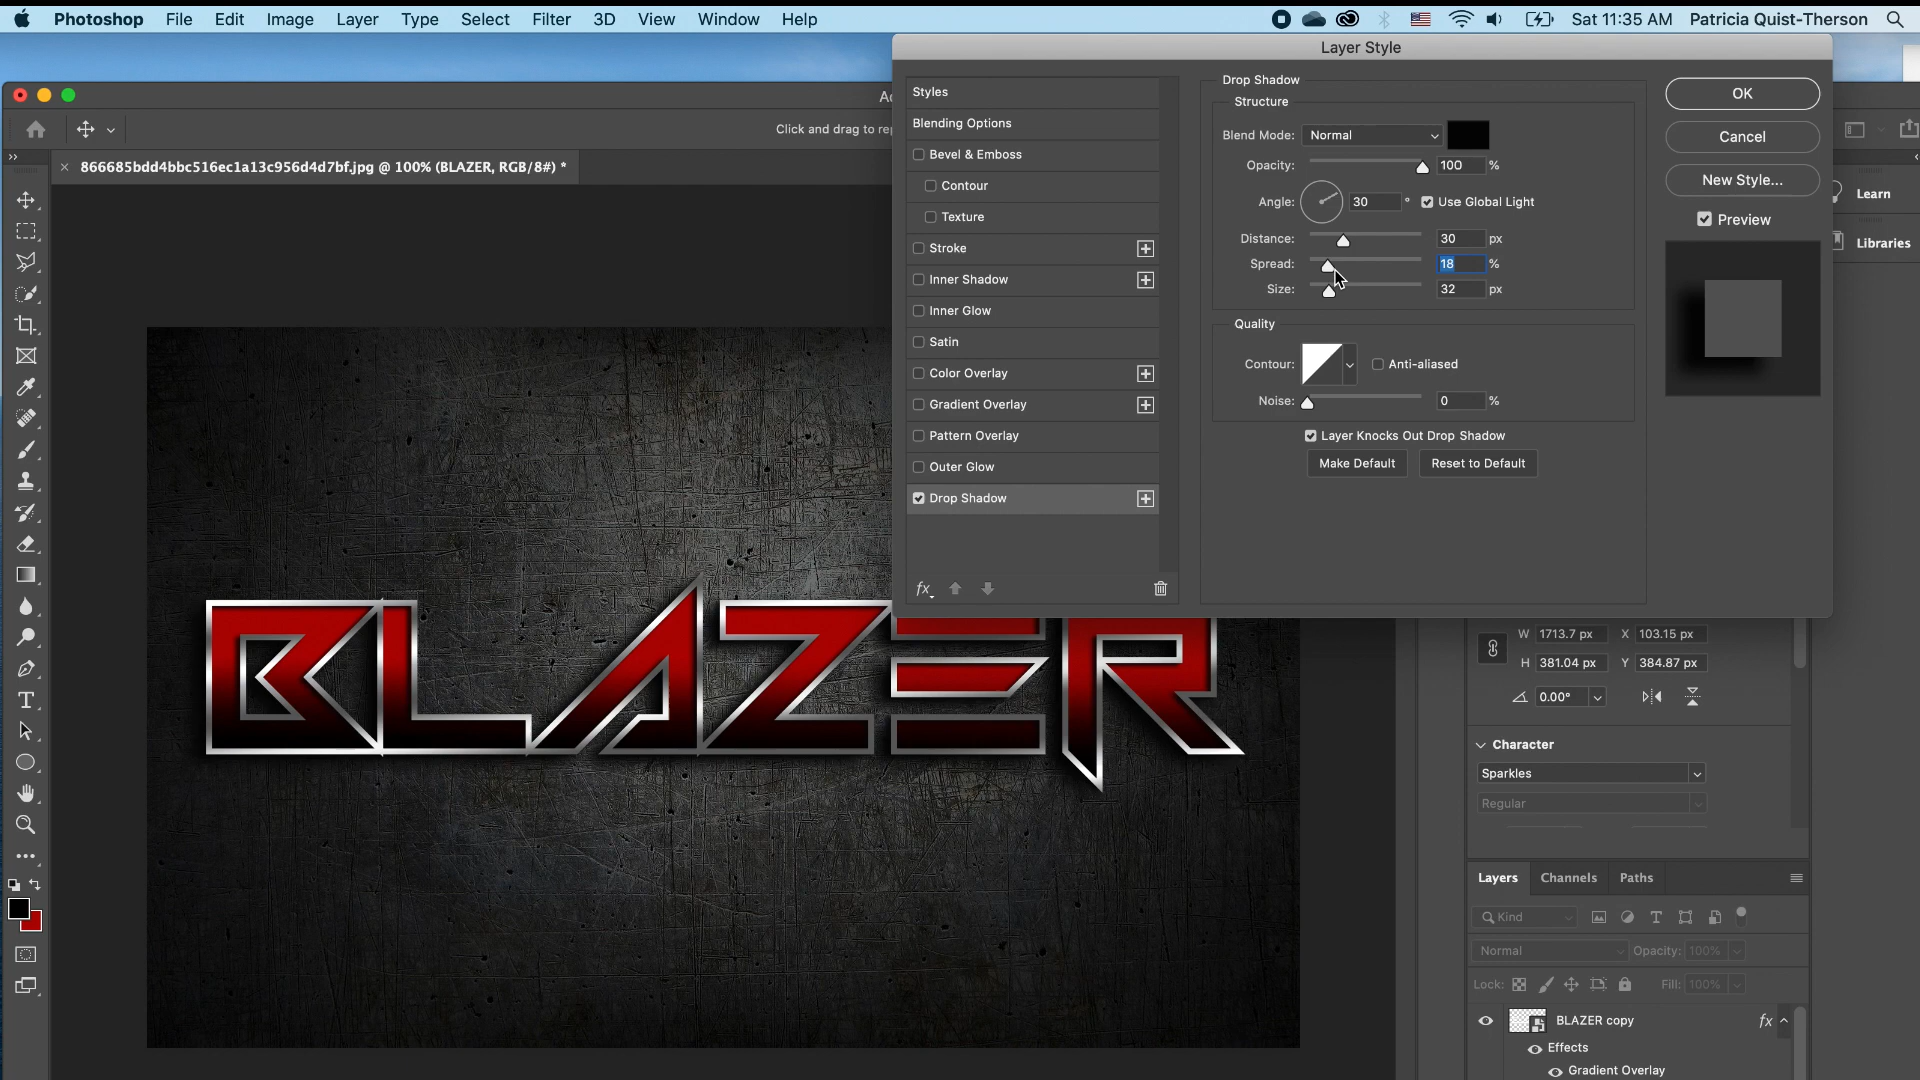 Photoshop File Edit Image Layer Type Select Filter 3D View Window Help Sat 11:35 AM Patricia Quist-Therson
Layer Style
Click and drag to rep
866685bdd4bbc516ec1a13c956d4d7bf.jpg @ 100% (BLAZER, RGB/8#) *
Styles
Blending Options
Bevel & Emboss
Contour
Texture
Stroke
Inner Shadow
Inner Glow
Satin
Color Overlay
Gradient Overlay
Pattern Overlay
Outer Glow
Drop Shadow
fx
Drop Shadow
Structure
Blend Mode: Normal
Opacity: 100 %
Angle: 30 ° Use Global Light
Distance: 30 px
Spread: 18 %
Size: 32 px
Quality
Contour: Anti-aliased
Noise: 0 %
Layer Knocks Out Drop Shadow
Make Default Reset to Default
OK
Cancel
New Style...
Preview
Learn
Libraries
BLAZER
W 1713.7 px X 103.15 px
H 381.04 px Y 384.87 px
0.00°
Character
Sparkles
Regular
Layers Channels Paths
Kind
Normal Opacity: 100%
Lock: Fill: 100%
BLAZER copy fx
Effects
Gradient Overlay